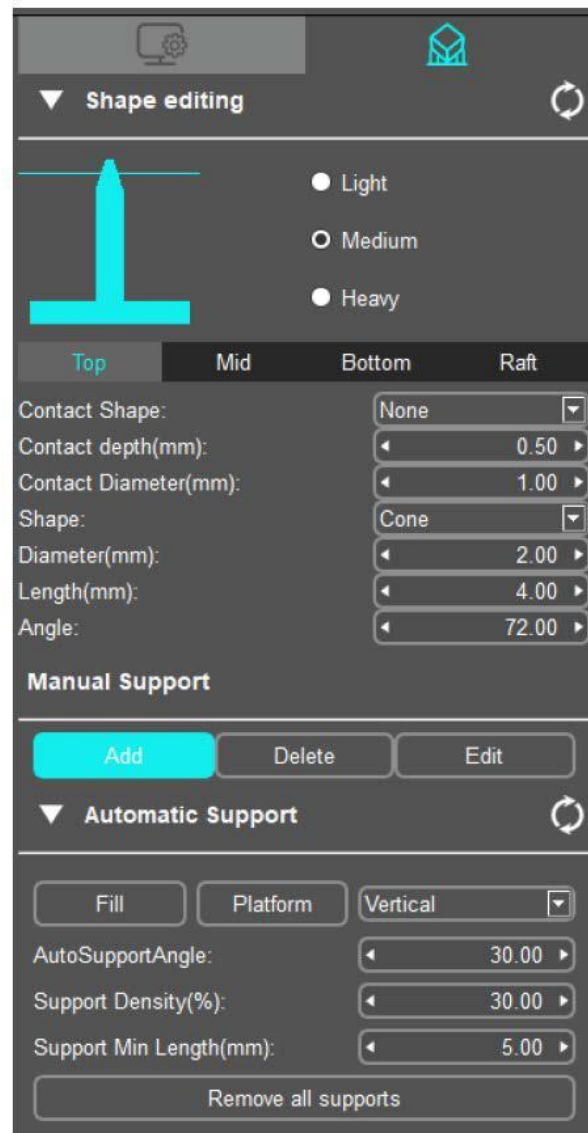 Shape editing
Light
Medium
Heavy
Top Mid Bottom Raft
Contact Shape: None
Contact depth(mm): 0.50
Contact Diameter(mm): 1.00
Shape: Cone
Diameter(mm): 2.00
Length(mm): 4.00
Angle: 72.00
Manual Support
Add Delete Edit
Automatic Support
Fill Platform Vertical
AutoSupportAngle: 30.00
Support Density(%): 30.00
Support Min Length(mm): 5.00
Remove all supports